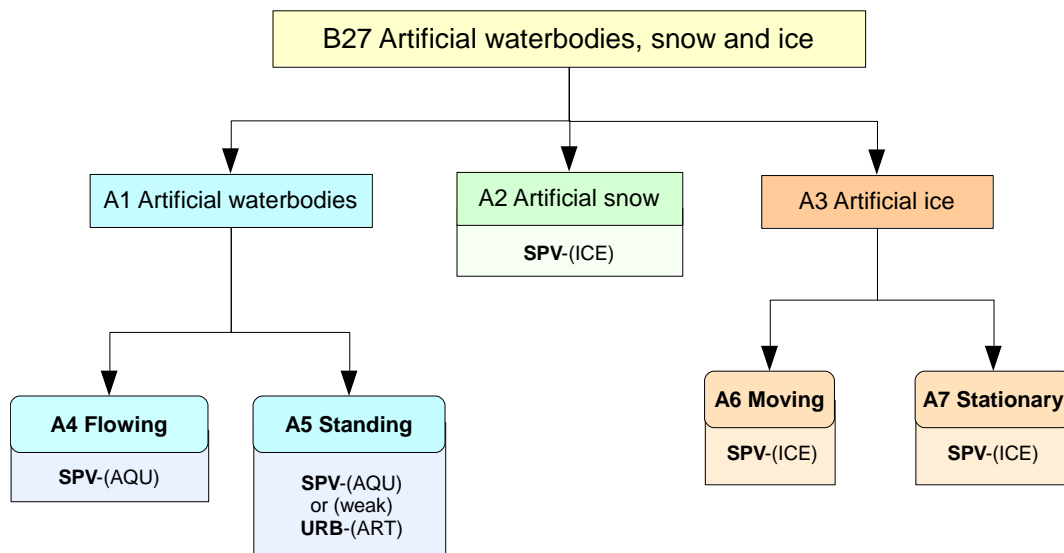 B27 Artificial waterbodies, snow and ice
A1 Artificial waterbodies
A2 Artificial snow
SPV-(ICE)
A3 Artificial ice
A4 Flowing
SPV-(AQU)
A5 Standing
SPV-(AQU)
or (weak)
URB-(ART)
A6 Moving
SPV-(ICE)
A7 Stationary
SPV-(ICE)